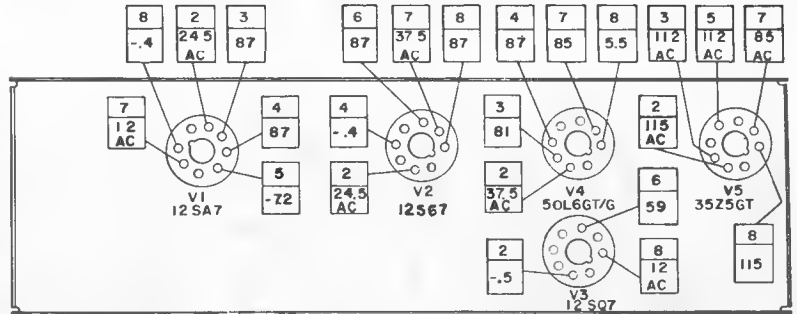 8 2 3 6 7 8 4 7 8 3 5 7
-.4 24.5 AC 87 87 37.5 AC 87 87 85 5.5 112 AC 112 AC 85 AC
7 4 4 3 2
12 AC 87 -.4 81 115 AC
5 2 2 6
-.72 24.5 AC 37.5 AC 59
V1 V2 V4 V5
12SA7 12S67 50L6GT/G 35Z5GT
2 8 8
-.5 12 AC 115
V3
12SQ7